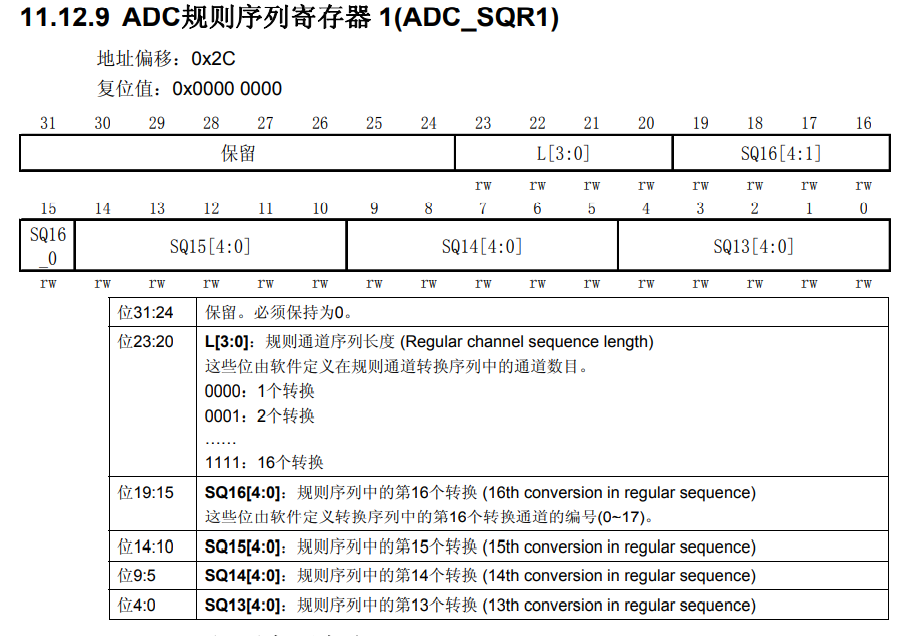 11.12.9 ADC规则序列寄存器 1(ADC_SQR1)
地址偏移：0x2C
复位值：0x0000 0000
31 30 29 28 27 26 25 24 23 22 21 20 19 18 17 16
保留 L[3:0] SQ16[4:1]
rw rw rw rw rw rw rw rw
15 14 13 12 11 10 9 8 7 6 5 4 3 2 1 0
SQ16
_0 SQ15[4:0] SQ14[4:0] SQ13[4:0]
rw rw rw rw rw rw rw rw rw rw rw rw rw rw rw rw
位31:24 保留。必须保持为0。
位23:20 L[3:0]：规则通道序列长度 (Regular channel sequence length)
这些位由软件定义在规则通道转换序列中的通道数目。
0000：1个转换
0001：2个转换
……
1111：16个转换
位19:15 SQ16[4:0]：规则序列中的第16个转换 (16th conversion in regular sequence)
这些位由软件定义转换序列中的第16个转换通道的编号(0~17)。
位14:10 SQ15[4:0]：规则序列中的第15个转换 (15th conversion in regular sequence)
位9:5 SQ14[4:0]：规则序列中的第14个转换 (14th conversion in regular sequence)
位4:0 SQ13[4:0]：规则序列中的第13个转换 (13th conversion in regular sequence)